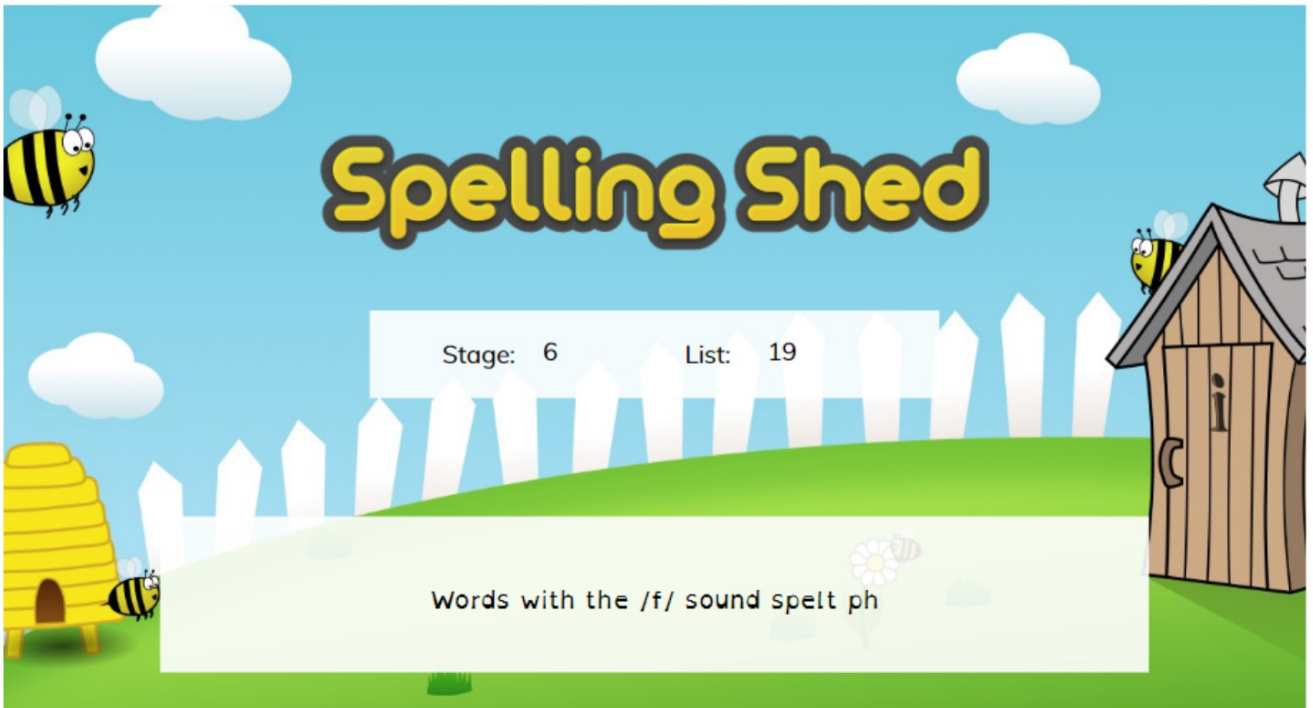 Spelling Shed
Stage: 6 List: 19
i
Words with the /f/ sound spelt ph